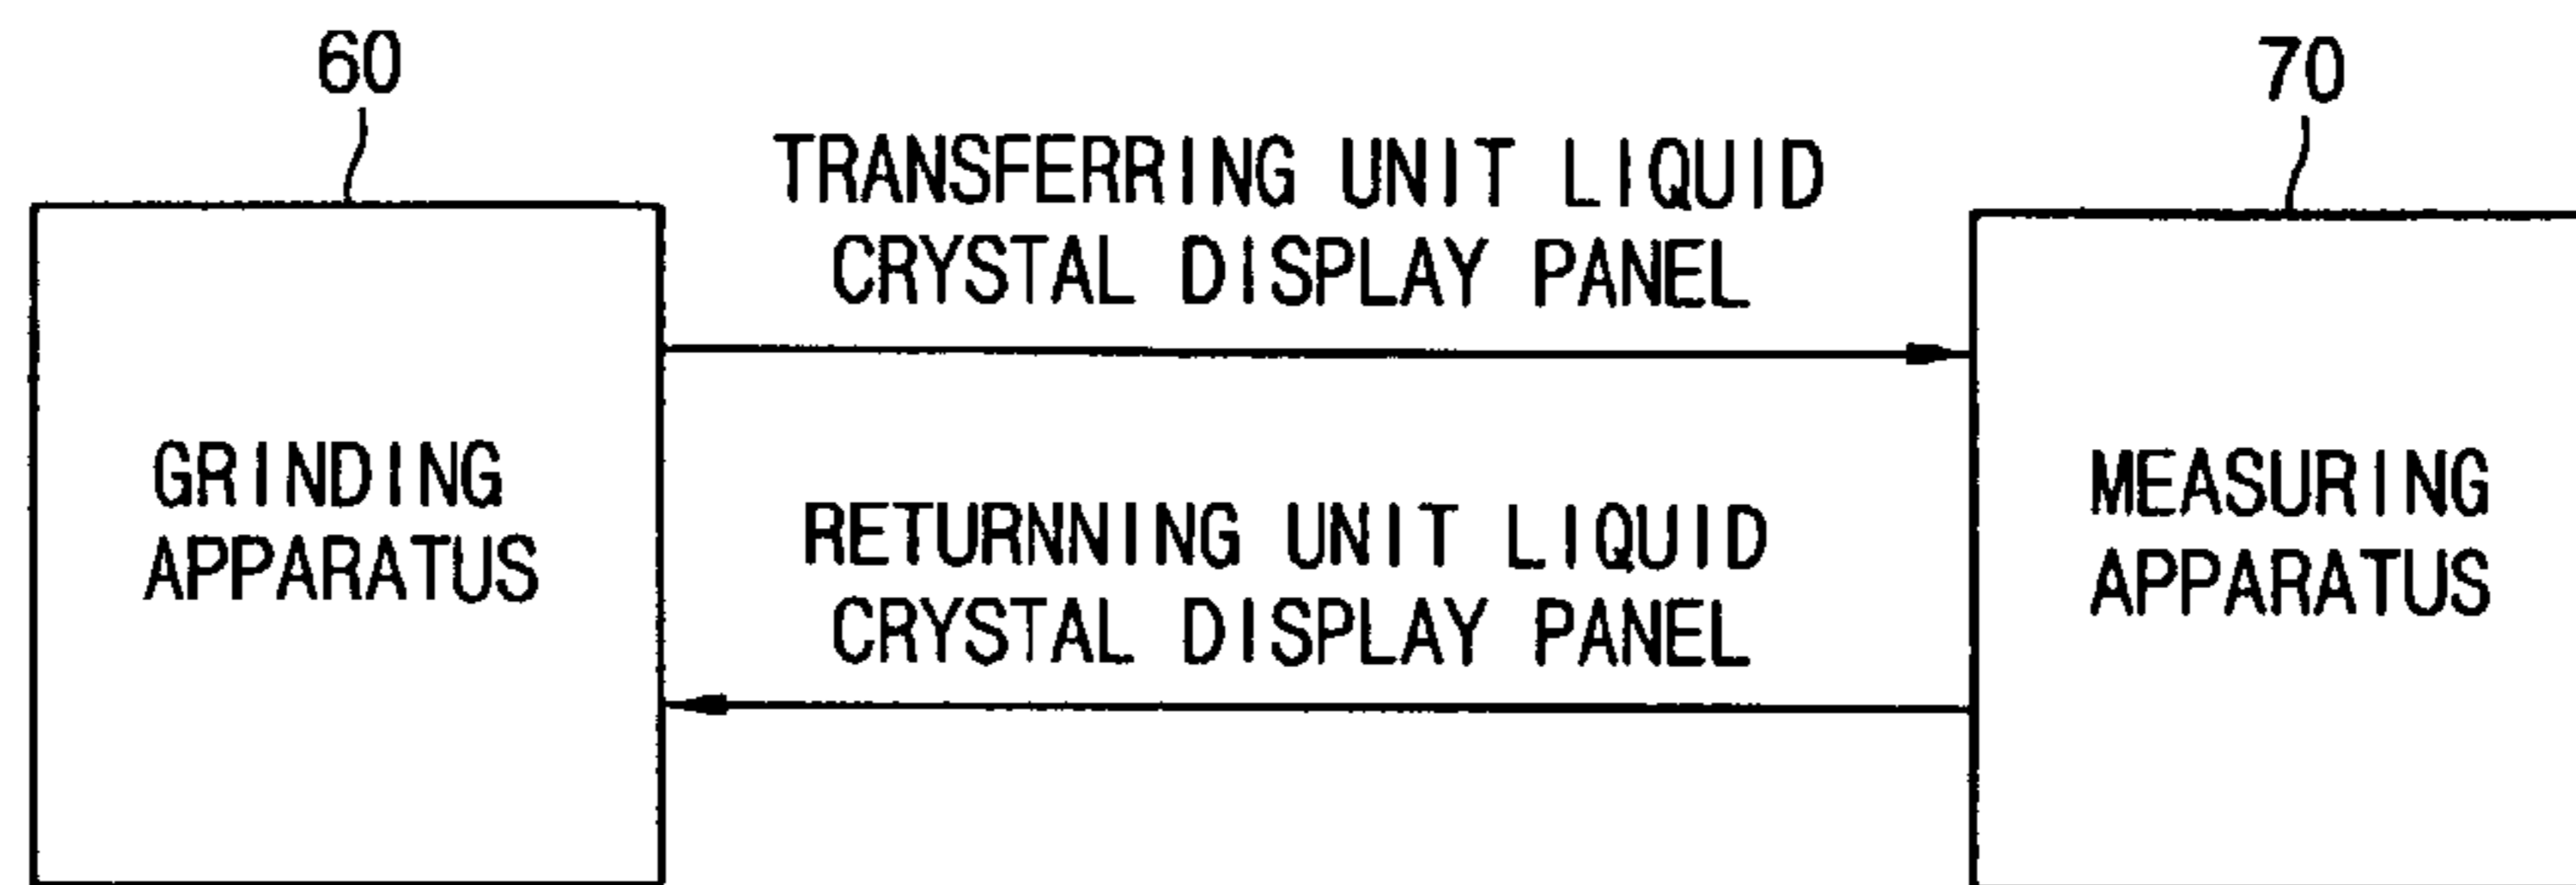 60
70
TRANSFERRING UNIT LIQUID
CRYSTAL DISPLAY PANEL
GRINDING
APPARATUS
RETURNNING UNIT LIQUID
CRYSTAL DISPLAY PANEL
MEASURING
APPARATUS